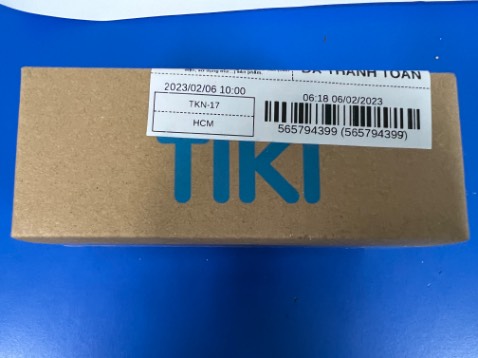 ĐÃ THANH TOÁN
2023/02/06 10:00
TKN-17
HCM
06:18 06/02/2023
565794399 (565794399)
TIKI